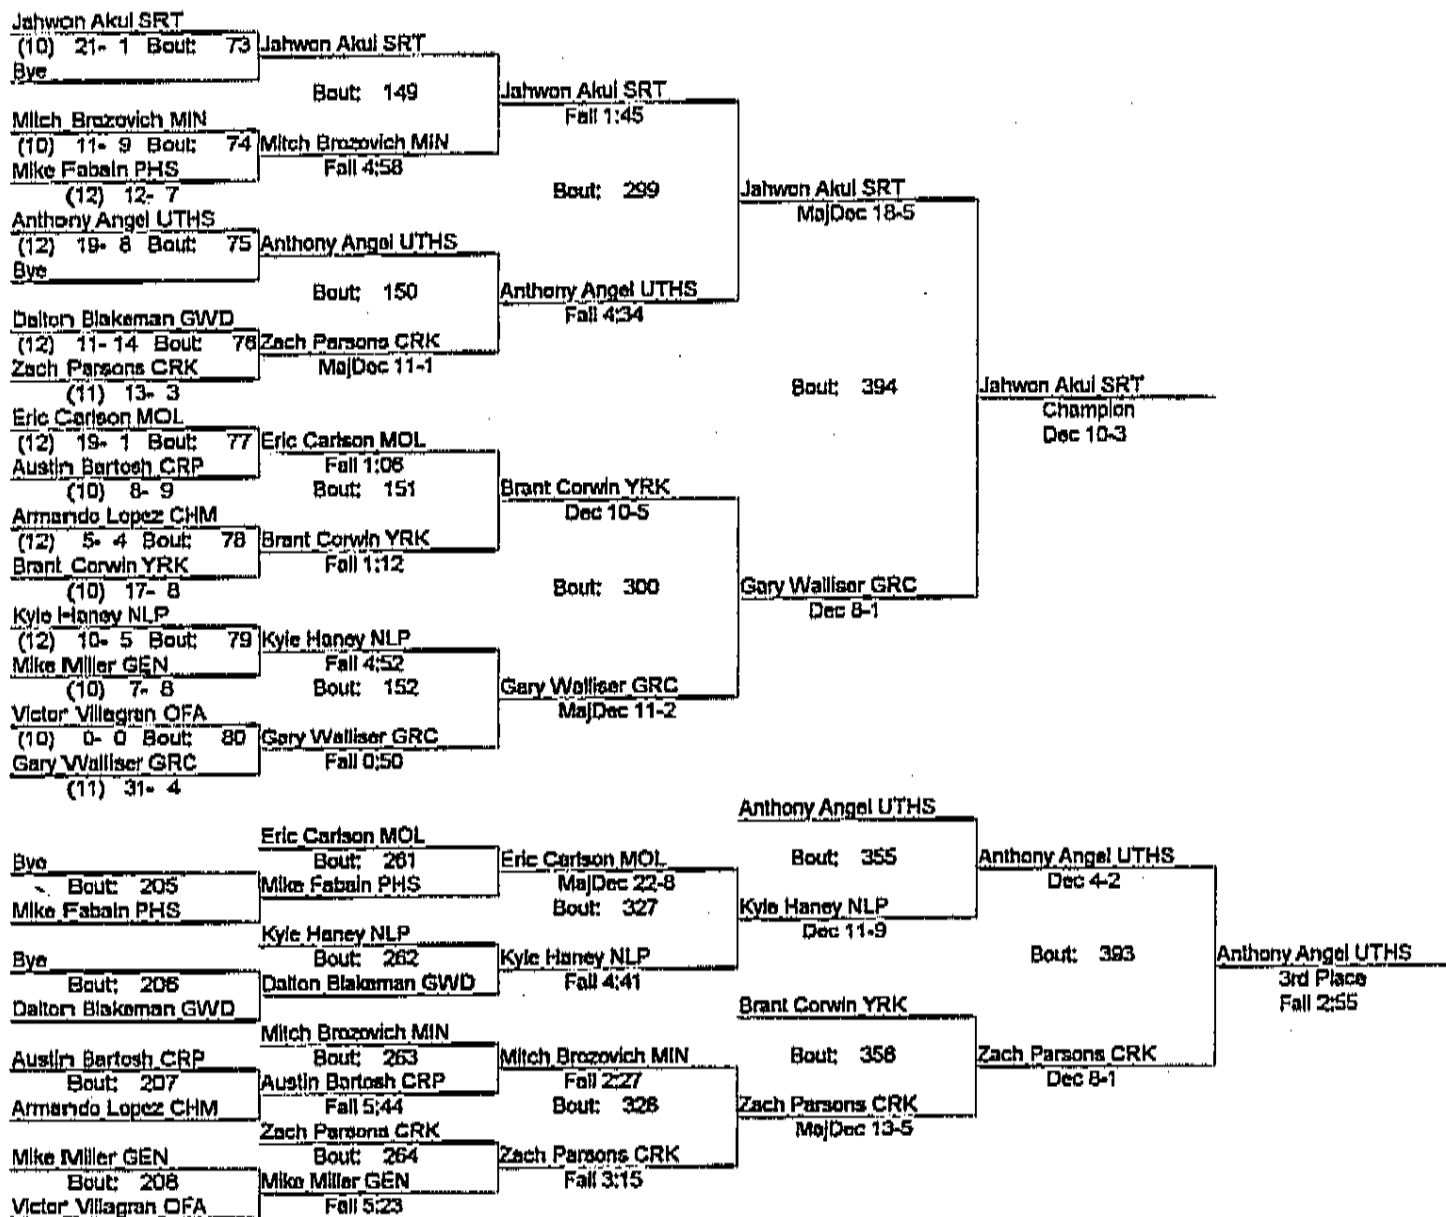 Jahwon Akul SRT
(10) 21- 1 Bout: 73
Bye
Jahwon Akul SRT
Bout: 149
Mitch Brozovich MIN
(10) 11- 9 Bout: 74
Mike Fabain PHS
(12) 12- 7
Mitch Brozovich MIN
Fall 4:58
Jahwon Akul SRT
Fall 1:45
Bout: 299
Anthony Angel UTHS
(12) 19- 8 Bout: 75
Bye
Anthony Angel UTHS
Bout: 150
Dalton Blakeman GWD
(12) 11- 14 Bout: 76
Zach Parsons CRK
(11) 13- 3
Zach Parsons CRK
MajDec 11-1
Anthony Angel UTHS
Fall 4:34
Jahwon Akul SRT
MajDec 18-5
Bout: 394
Jahwon Akul SRT
Champion
Dec 10-3
Eric Carlson MOL
(12) 19- 1 Bout: 77
Austin Bartosh CRP
(10) 8- 9
Eric Carlson MOL
Fall 1:06
Bout: 151
Armando Lopez CHM
(12) 5- 4 Bout: 78
Brant Corwin YRK
(10) 17- 8
Brant Corwin YRK
Fall 1:12
Brant Corwin YRK
Dec 10-5
Bout: 300
Gary Walliser GRC
Dec 8-1
Kyle Haney NLP
(12) 10- 5 Bout: 79
Mike Miller GEN
(10) 7- 8
Kyle Haney NLP
Fall 4:52
Bout: 152
Victor Villagran OFA
(10) 0- 0 Bout: 80
Gary Walliser GRC
(11) 31- 4
Gary Walliser GRC
Fall 0:50
Gary Walliser GRC
MajDec 11-2
Bye
Bout: 205
Mike Fabain PHS
Eric Carlson MOL
Bout: 261
Mike Fabain PHS
Eric Carlson MOL
MajDec 22-8
Bout: 327
Bye
Bout: 206
Dalton Blakeman GWD
Kyle Haney NLP
Bout: 262
Dalton Blakeman GWD
Kyle Haney NLP
Fall 4:41
Anthony Angel UTHS
Bout: 355
Kyle Haney NLP
Dec 11-9
Anthony Angel UTHS
Dec 4-2
Bout: 393
Anthony Angel UTHS
3rd Place
Fall 2:55
Austin Bartosh CRP
Bout: 207
Armando Lopez CHM
Mitch Brozovich MIN
Bout: 263
Austin Bartosh CRP
Fall 5:44
Mitch Brozovich MIN
Fall 2:27
Bout: 328
Mike Miller GEN
Bout: 208
Victor Villagran OFA
Zach Parsons CRK
Bout: 264
Mike Miller GEN
Fall 5:23
Zach Parsons CRK
Fall 3:15
Brant Corwin YRK
Bout: 356
Zach Parsons CRK
MajDec 13-5
Zach Parsons CRK
Dec 8-1